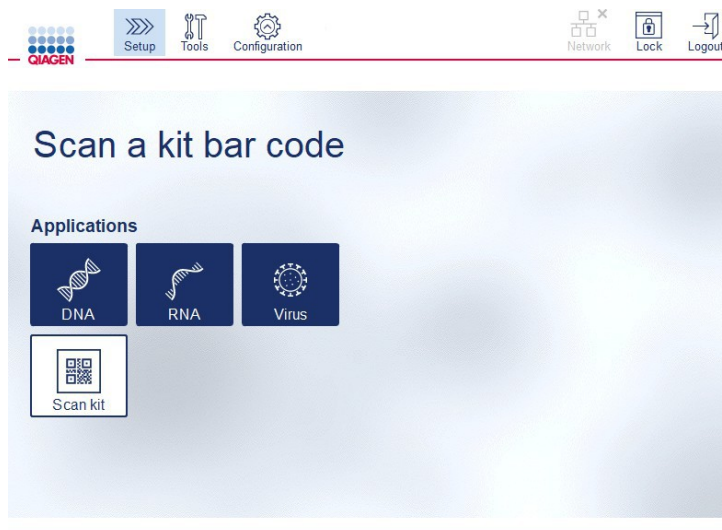 QIAGEN
Setup
Tools
Configuration
Network
Lock
Logout
Scan a kit bar code
Applications
DNA
RNA
Virus
Scan kit